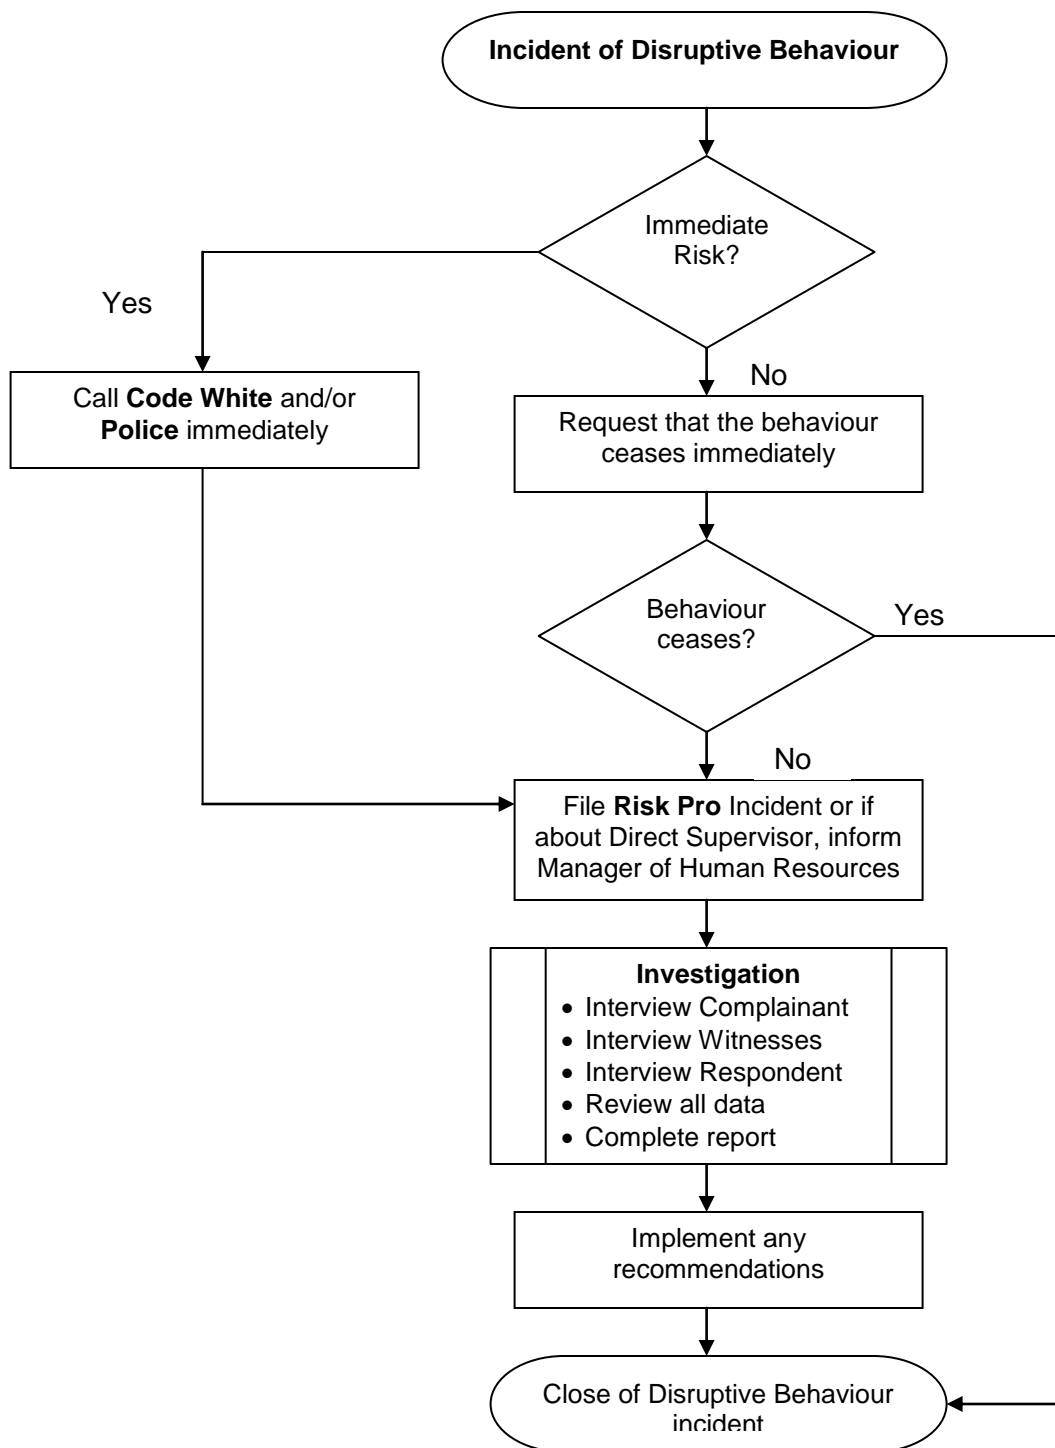 Incident of Disruptive Behaviour
Immediate
Risk?
Yes
No
Call Code White and/or
Police immediately
Request that the behaviour
ceases immediately
Behaviour
ceases?
Yes
No
File Risk Pro Incident or if
about Direct Supervisor, inform
Manager of Human Resources
Investigation
• Interview Complainant
• Interview Witnesses
• Interview Respondent
• Review all data
• Complete report
Implement any
recommendations
Close of Disruptive Behaviour
incident